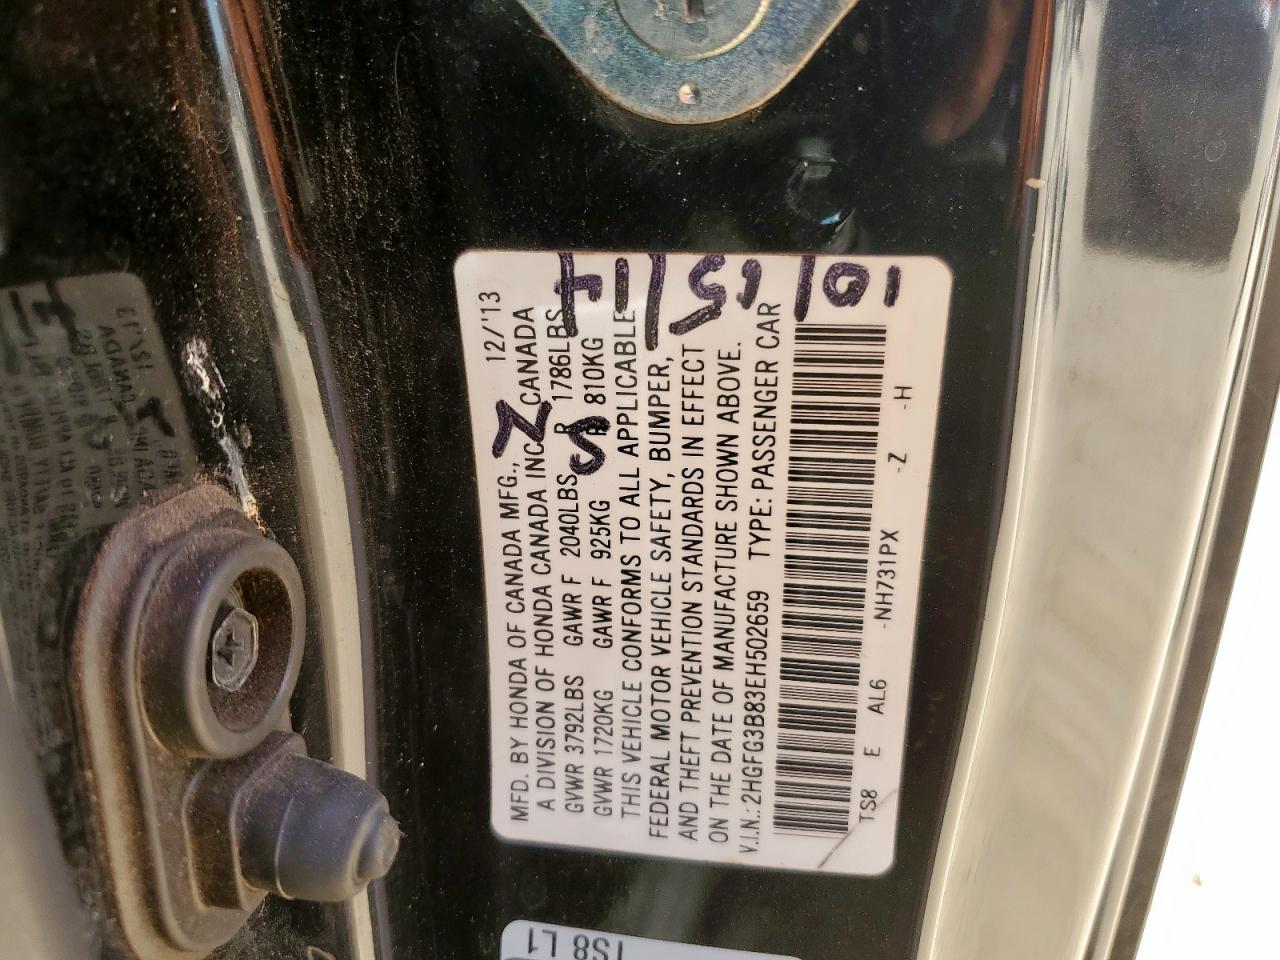 MFD. BY HONDA OF CANADA MFG., 12/'13
A DIVISION OF HONDA CANADA INC. CANADA
GVWR 3792LBS GAWR F 2040LBS R 1786LBS
GVWR 1720KG GAWR F 925KG R 810KG
THIS VEHICLE CONFORMS TO ALL APPLICABLE
FEDERAL MOTOR VEHICLE SAFETY, BUMPER,
AND THEFT PREVENTION STANDARDS IN EFFECT
ON THE DATE OF MANUFACTURE SHOWN ABOVE.
V.I.N.: 2HGFG3B83EH502659 TYPE: PASSENGER CAR
TS8 E AL6 -NH731PX -Z -H
TS8 L1